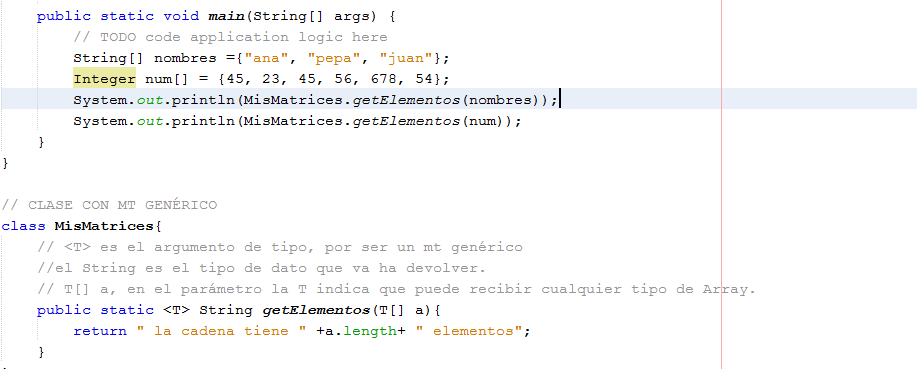 public static void main(String[] args) {
// TODO code application logic here
String[] nombres ={"ana", "pepa", "juan"};
Integer num[] = {45, 23, 45, 56, 678, 54};
System.out.println(MisMatrices.getElementos(nombres));
System.out.println(MisMatrices.getElementos(num));
}
}
// CLASE CON MT GENÉRICO
class MisMatrices{
// <T> es el argumento de tipo, por ser un mt genérico
//el String es el tipo de dato que va ha devolver.
// T[] a, en el parámetro la T indica que puede recibir cualquier tipo de Array.
public static <T> String getElementos(T[] a){
return " la cadena tiene " +a.length+ " elementos";
}